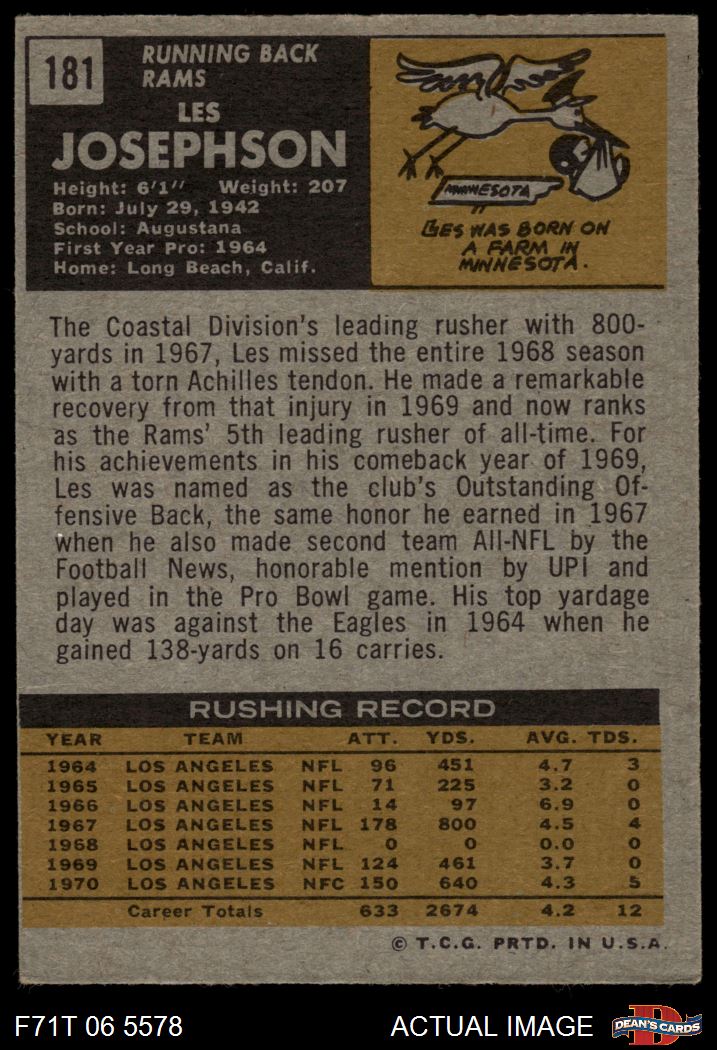 181
RUNNING BACK
RAMS
LES
JOSEPHSON
Height: 6'1" Weight: 207
Born: July 29, 1942
School: Augustana
First Year Pro: 1964
Home: Long Beach, Calif.
MINNESOTA
LES WAS BORN ON
A FARM IN
MINNESOTA.
The Coastal Division's leading rusher with 800-
yards in 1967, Les missed the entire 1968 season
with a torn Achilles tendon. He made a remarkable
recovery from that injury in 1969 and now ranks
as the Rams' 5th leading rusher of all-time. For
his achievements in his comeback year of 1969,
Les was named as the club's Outstanding Of-
fensive Back, the same honor he earned in 1967
when he also made second team All-NFL by the
Football News, honorable mention by UPI and
played in the Pro Bowl game. His top yardage
day was against the Eagles in 1964 when he
gained 138-yards on 16 carries.
RUSHING RECORD
YEAR TEAM ATT. YDS. AVG. TDS.
1964 LOS ANGELES NFL 96 451 4.7 3
1965 LOS ANGELES NFL 71 225 3.2 0
1966 LOS ANGELES NFL 14 97 6.9 0
1967 LOS ANGELES NFL 178 800 4.5 4
1968 LOS ANGELES NFL 0 0 0.0 0
1969 LOS ANGELES NFL 124 461 3.7 0
1970 LOS ANGELES NFC 150 640 4.3 5
Career Totals 633 2674 4.2 12
© T.C.G. PRTD. IN U.S.A.
F71T 06 5578 ACTUAL IMAGE
D
DEAN'S CARDS